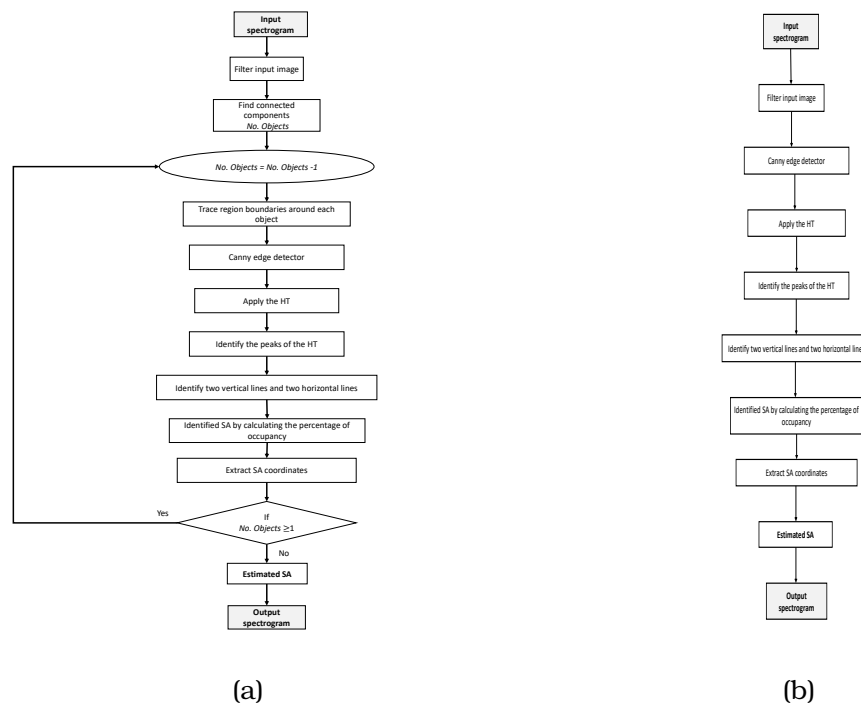 Input
spectrogram
Filter input image
Find connected
components
No. Objects
No. Objects = No. Objects -1
Trace region boundaries around each
object
Canny edge detector
Apply the HT
Identify the peaks of the HT
Identify two vertical lines and two horizontal lines
Identified SA by calculating the percentage of
occupancy
Extract SA coordinates
Yes
If
No. Objects ≥1
No
Estimated SA
Output
spectrogram
(a)
Input
spectrogram
Filter input image
Canny edge detector
Apply the HT
Identify the peaks of the HT
Identify two vertical lines and two horizontal line
Identified SA by calculating the percentage of
occupancy
Extract SA coordinates
Estimated SA
Output
spectrogram
(b)